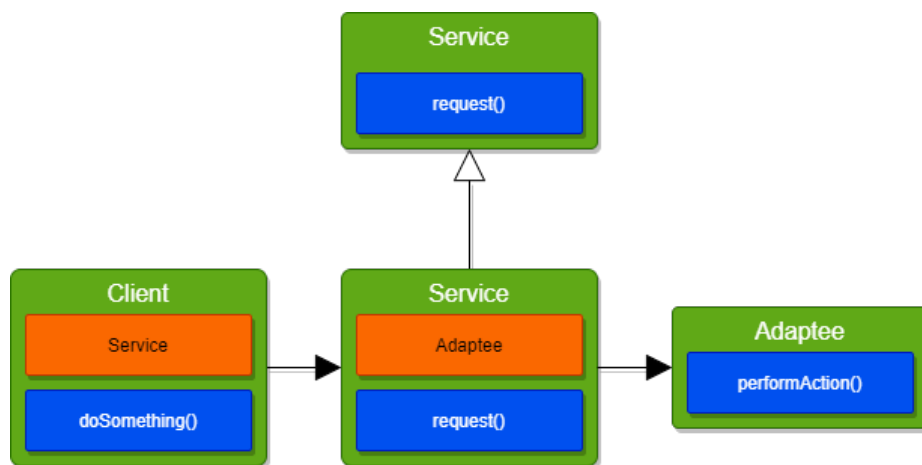 Service
request()
Client
Service
doSomething()
Service
Adaptee
request()
Adaptee
performAction()